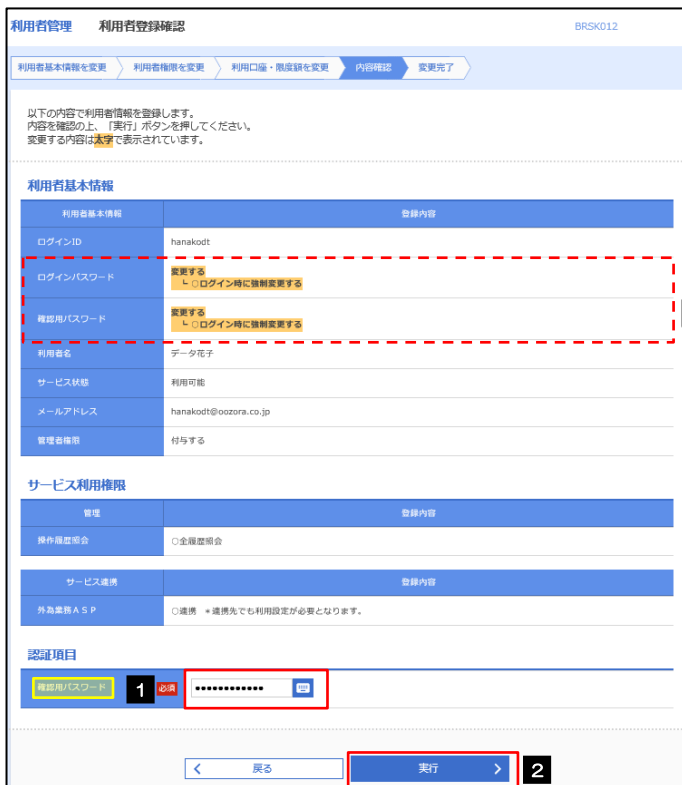 利用者管理 利用者登録確認 BRSK012
利用者基本情報を変更 利用者権限を変更 利用口座・限度額を変更 内容確認 変更完了
以下の内容で利用者情報を登録します。
内容を確認の上、「実行」ボタンを押してください。
変更する内容は太字で表示されています。
利用者基本情報
利用者基本情報 登録内容
ログインID hanakodt
ログインパスワード 変更する
└ ○ログイン時に強制変更する
確認用パスワード 変更する
└ ○ログイン時に強制変更する
利用者名 データ花子
サービス状態 利用可能
メールアドレス hanakodt@oozora.co.jp
管理者権限 付与する
サービス利用権限
管理 登録内容
操作履歴照会 ○全履歴照会
サービス連携 登録内容
外為業務ASP ○連携 *連携先でも利用設定が必要となります。
認証項目
確認用パスワード 1 必須 ••••••••••••
戻る 実行 2